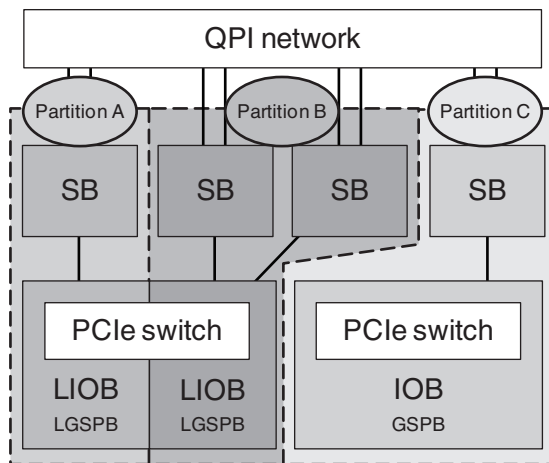 QPI network
Partition A Partition B Partition C
SB SB SB SB
PCIe switch PCIe switch
LIOB LIOB IOB
LGSPB LGSPB GSPB